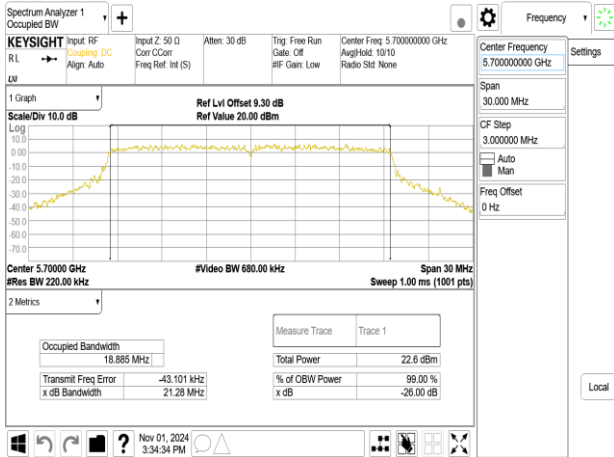 Spectrum Analyzer 1
Occupied BW
+
Frequency
KEYSIGHT Input: RF Input Z: 50 Ω Atten: 30 dB Trig: Free Run Center Freq: 5.700000000 GHz
RL Coupling: DC Corr CCorr Gate: Off Avg|Hold: 10/10
Align: Auto Freq Ref: Int (S) #IF Gain: Low Radio Std: None
LXI
Center Frequency
5.700000000 GHz
Settings
Span
30.000 MHz
CF Step
3.000000 MHz
Auto
Man
Freq Offset
0 Hz
Local
1 Graph
Ref Lvl Offset 9.30 dB
Scale/Div 10.0 dB Ref Value 20.00 dBm
Log
10.0
0.00
-10.0
-20.0
-30.0
-40.0
-50.0
-60.0
-70.0
Center 5.70000 GHz #Video BW 680.00 kHz Span 30 MHz
#Res BW 220.00 kHz Sweep 1.00 ms (1001 pts)
2 Metrics
Measure Trace Trace 1
Occupied Bandwidth
18.885 MHz Total Power 22.6 dBm
Transmit Freq Error -43.101 kHz % of OBW Power 99.00 %
x dB Bandwidth 21.28 MHz x dB -26.00 dB
? Nov 01, 2024
3:34:34 PM